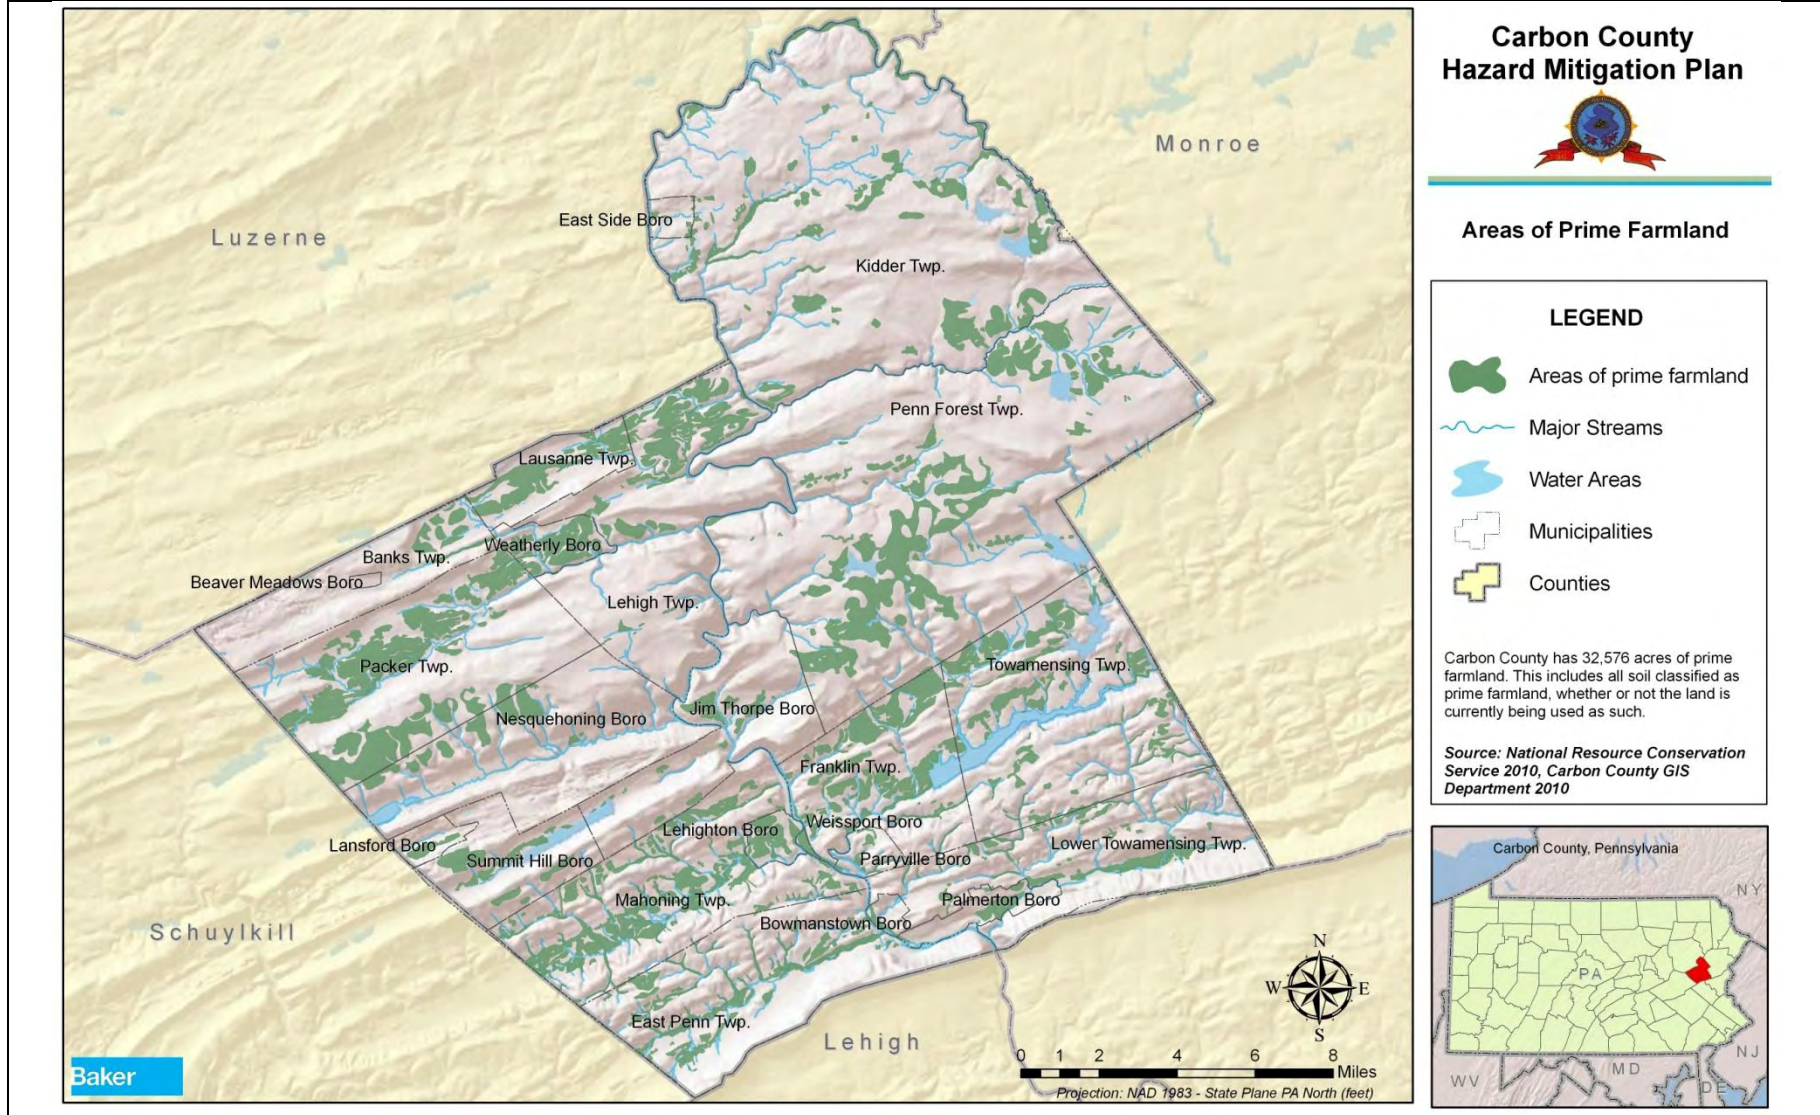 Carbon County
Hazard Mitigation Plan
Areas of Prime Farmland
LEGEND
Areas of prime farmland
Major Streams
Water Areas
Municipalities
Counties
Carbon County has 32,576 acres of prime
farmland. This includes all soil classified as
prime farmland, whether or not the land is
currently being used as such.
Source: National Resource Conservation
Service 2010, Carbon County GIS
Department 2010
Carbon County, Pennsylvania
NY
PA
NJ
MD
WV
DE
Monroe
Luzerne
East Side Boro
Kidder Twp.
Penn Forest Twp.
Lausanne Twp.
Weatherly Boro
Banks Twp.
Beaver Meadows Boro
Lehigh Twp.
Packer Twp.
Towamensing Twp.
Jim Thorpe Boro
Nesquehoning Boro
Franklin Twp.
Weissport Boro
Lehighton Boro
Lansford Boro
Summit Hill Boro
Parryville Boro
Lower Towamensing Twp.
Mahoning Twp.
Palmerton Boro
Bowmanstown Boro
Schuylkill
East Penn Twp.
Lehigh
N
W
E
S
0 1 2 4 6 8
Miles
Projection: NAD 1983 - State Plane PA North (feet)
Baker